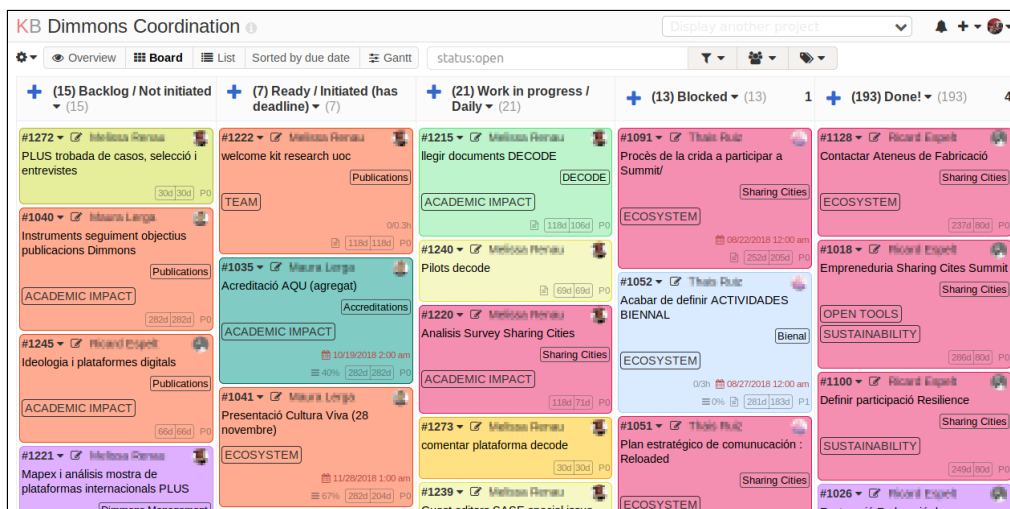 KB Dimmons Coordination
Display another project
Overview
Board
List
Sorted by due date
Gantt
status:open
(15) Backlog / Not initiated
(15)
#1272
PLUS trobada de casos, selecció i
entrevistes
30d 30d P0
#1040
Instruments seguiment objectius
publicacions Dimmons
Publications
ACADEMIC IMPACT
282d 282d P0
#1245
Ideologia i plataformes digitals
Publications
ACADEMIC IMPACT
66d 66d P0
#1221
Mapex i análisis mostra de
plataformas internacionals PLUS
Dimmons Management
(7) Ready / Initiated (has
deadline) (7)
#1222
welcome kit research uoc
Publications
TEAM
0/0.3h
118d 118d P0
#1035
Acreditació AQU (agregat)
Accreditations
ACADEMIC IMPACT
10/19/2018 2:00 am
40% 282d 282d P0
#1041
Presentació Cultura Viva (28
novembre)
ECOSYSTEM
11/28/2018 1:00 am
67% 282d 204d P0
(21) Work in progress /
Daily (21)
#1215
llegir documents DECODE
DECODE
ACADEMIC IMPACT
118d 106d P0
#1240
Pilots decode
69d 69d P0
#1220
Analisis Survey Sharing Cities
Sharing Cities
ACADEMIC IMPACT
118d 71d P0
#1273
comentar plataforma decode
30d 30d P0
#1239
Guest editors SASE special issue
(13) Blocked (13) 1
#1091
Procès de la crida a participar a
Summit/
Sharing Cities
ECOSYSTEM
08/22/2018 12:00 am
252d 205d P0
#1052
Acabar de definir ACTIVIDADES
BIENNAL
Bienal
ECOSYSTEM
0/3h 08/27/2018 12:00 am
0% 281d 183d P1
#1051
Plan estratégico de comunucación :
Reloaded
Sharing Cities
ECOSYSTEM
(193) Done! (193) 4
#1128
Contactar Ateneus de Fabricació
Sharing Cities
ECOSYSTEM
237d 80d P0
#1018
Empreneduria Sharing Cites Summit
Sharing Cities
OPEN TOOLS
SUSTAINABILITY
286d 80d P0
#1100
Definir participació Resilience
Sharing Cities
SUSTAINABILITY
249d 80d P0
#1026